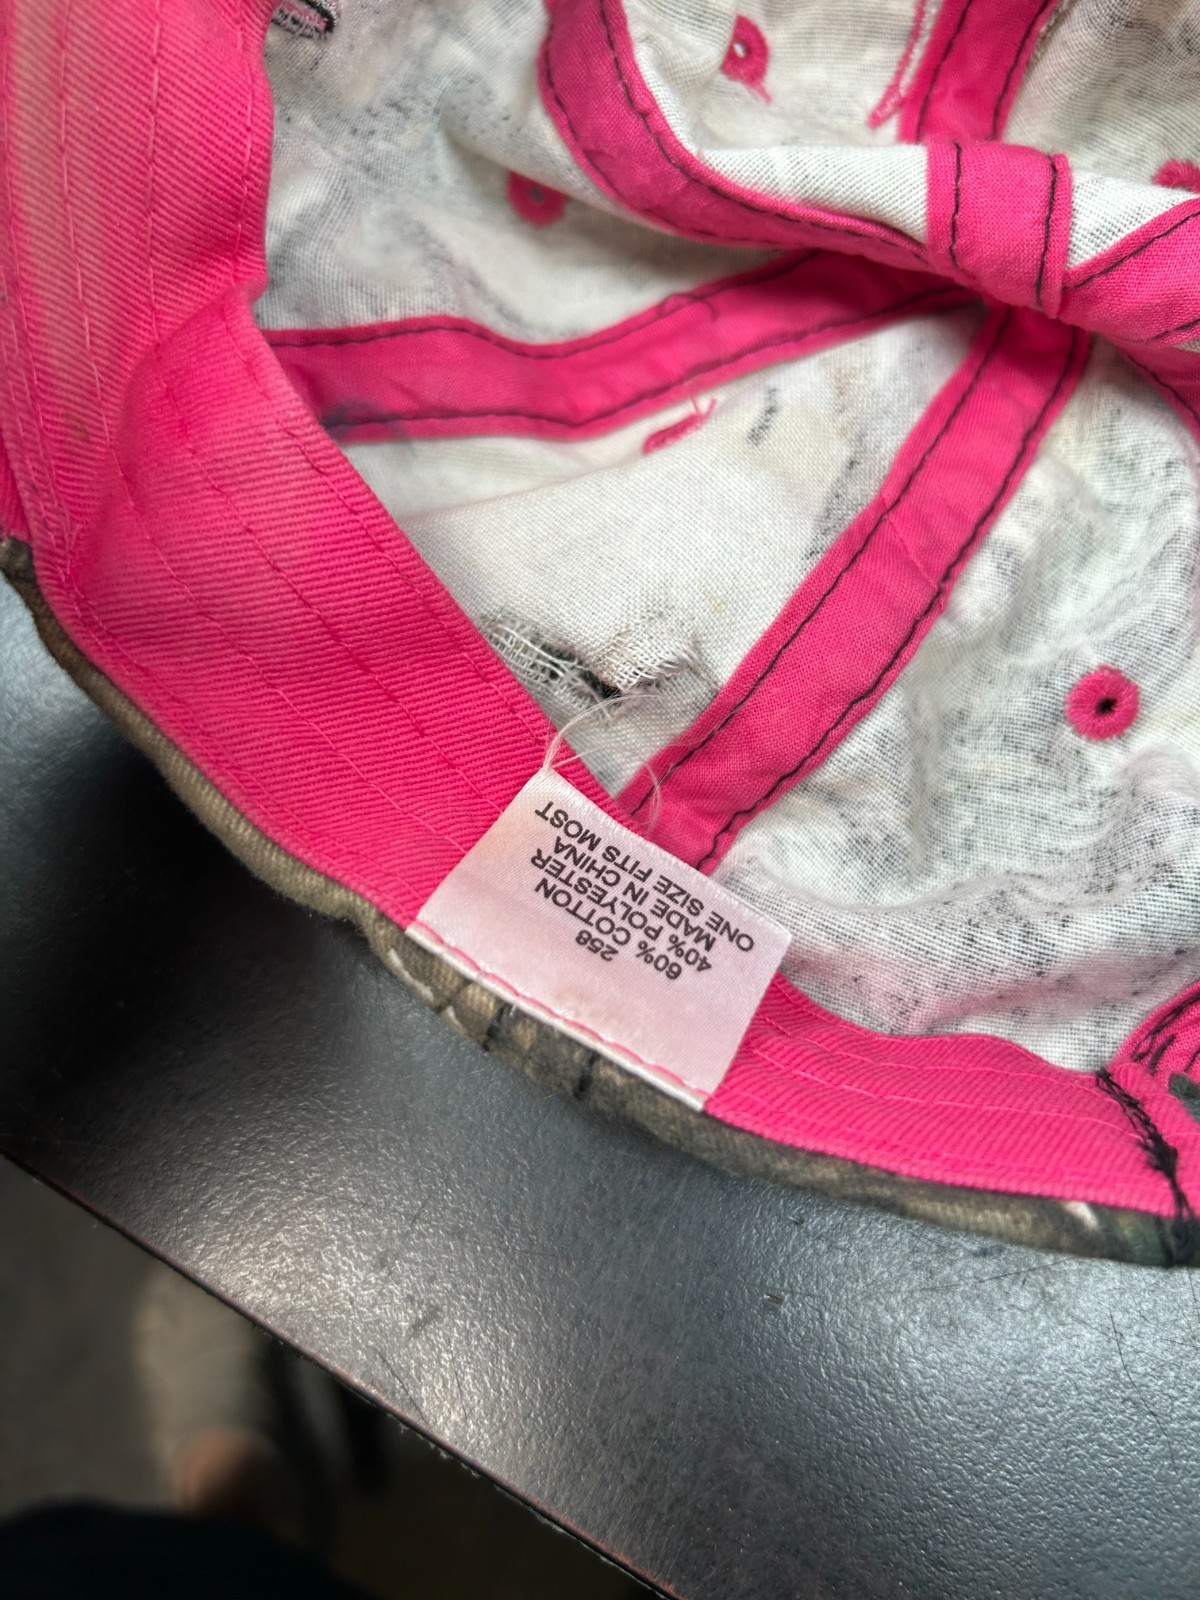 258
60% COTTON
40% POLYESTER
MADE IN CHINA
ONE SIZE FITS MOST